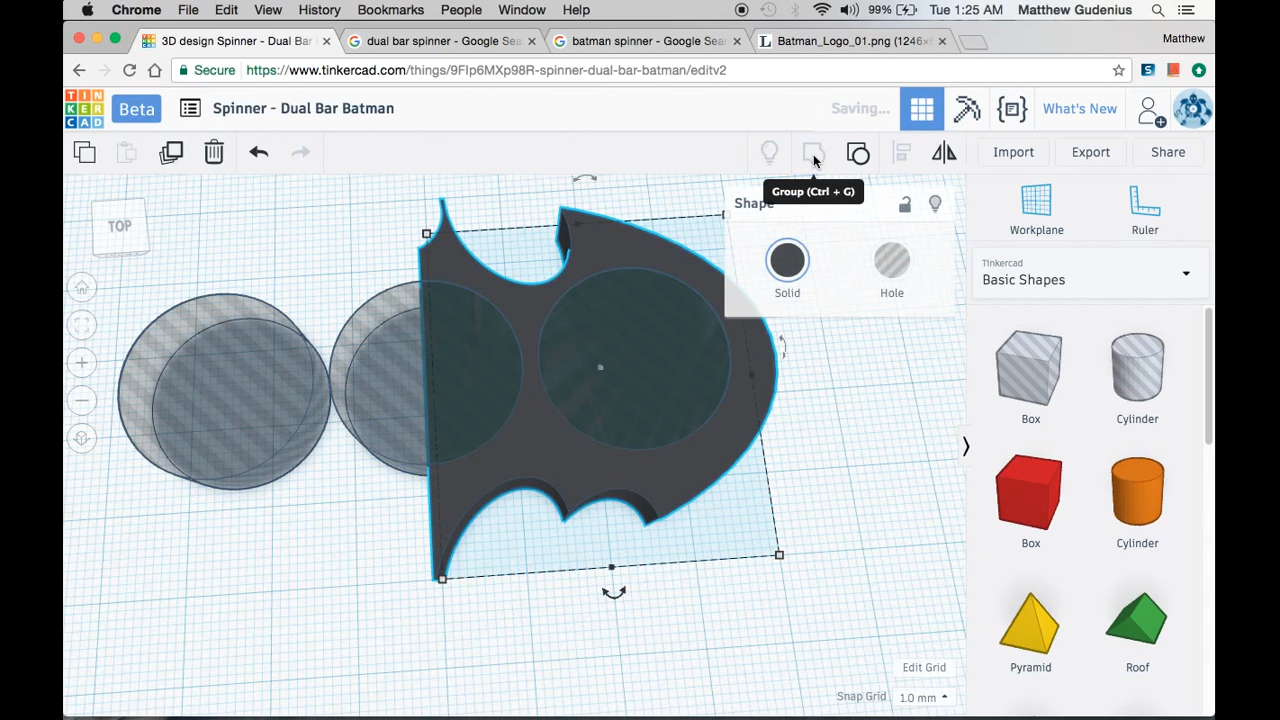 Chrome File Edit View History Bookmarks People Window Help 99% Tue 1:25 AM Matthew Gudenius
3D design Spinner - Dual Bar dual bar spinner - Google Sea batman spinner - Google Sear L Batman_Logo_01.png (1246× Matthew
Secure https://www.tinkercad.com/things/9FIp6MXp98R-spinner-dual-bar-batman/editv2
TIN
KER
CAD
Beta Spinner - Dual Bar Batman Saving... What's New
Import Export Share
Group (Ctrl + G)
TOP
Shape
Solid Hole
Workplane Ruler
Tinkercad
Basic Shapes
Box Cylinder
Box Cylinder
Pyramid Roof
Edit Grid
Snap Grid 1.0 mm